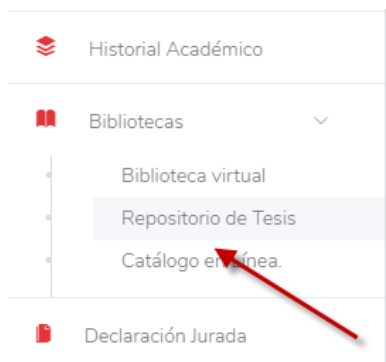 Historial Académico
Bibliotecas
Biblioteca virtual
Repositorio de Tesis
Catálogo en Línea.
Declaración Jurada